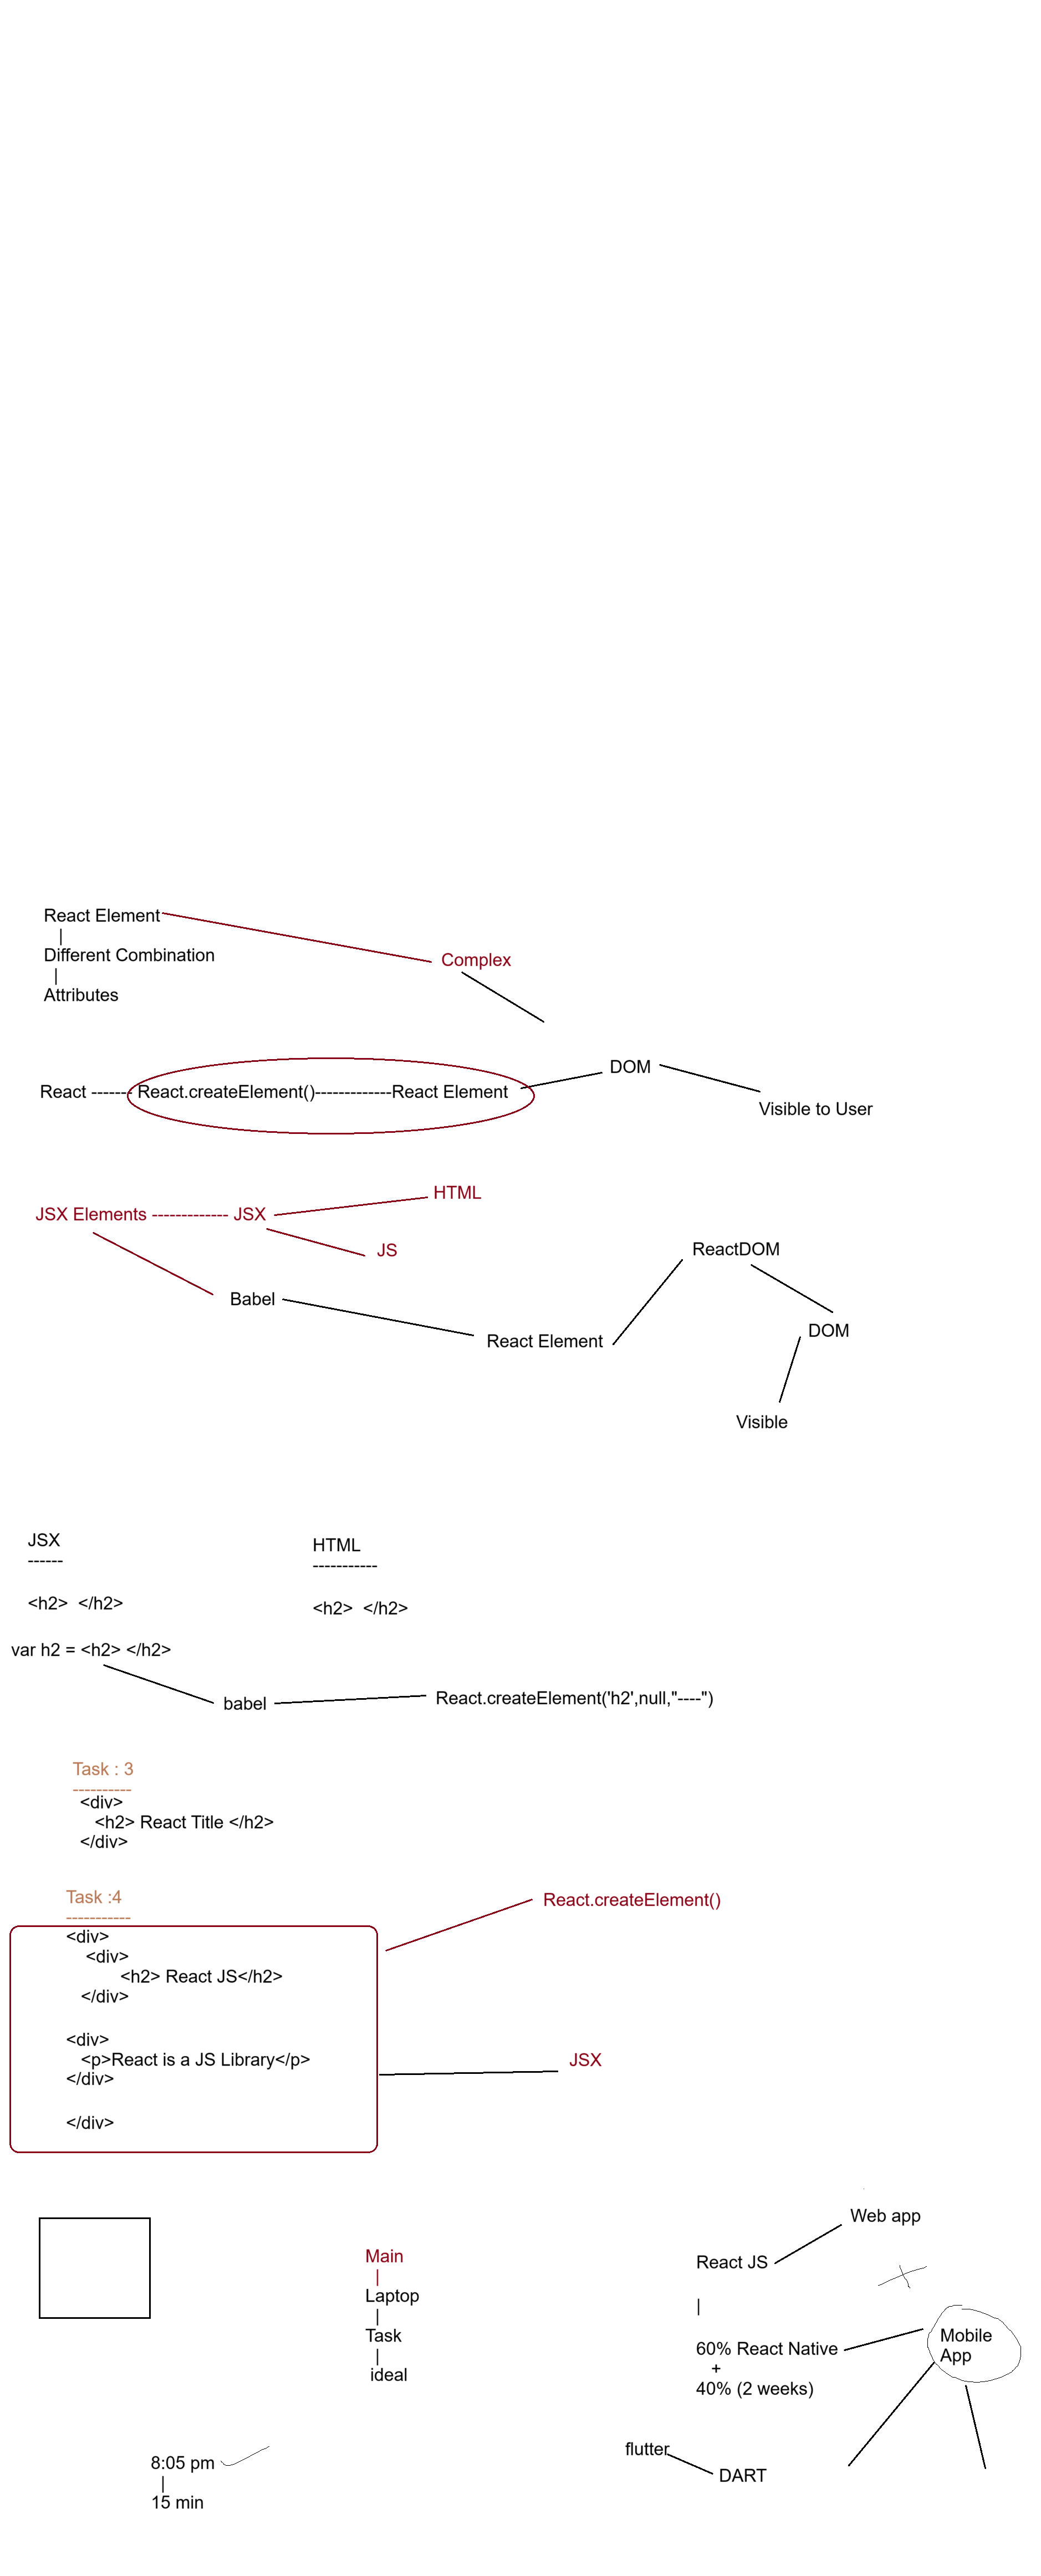 React Element
|
Different Combination
|
Attributes
Complex
React ------- React.createElement()-------------React Element
DOM
Visible to User
JSX Elements ------------- JSX
HTML
JS
Babel
React Element
ReactDOM
DOM
Visible
JSX
------
<h2>  </h2>
var h2 = <h2> </h2>
HTML
-----------
<h2>  </h2>
babel
React.createElement('h2',null,"----")
Task : 3
----------
<div>
<h2> React Title </h2>
</div>
Task :4
-----------
<div>
<div>
<h2> React JS</h2>
</div>
<div>
<p>React is a JS Library</p>
</div>
</div>
React.createElement()
JSX
Main
|
Laptop
|
Task
|
ideal
Web app
React JS
|
60% React Native
+
40% (2 weeks)
Mobile
App
flutter
DART
8:05 pm
|
15 min